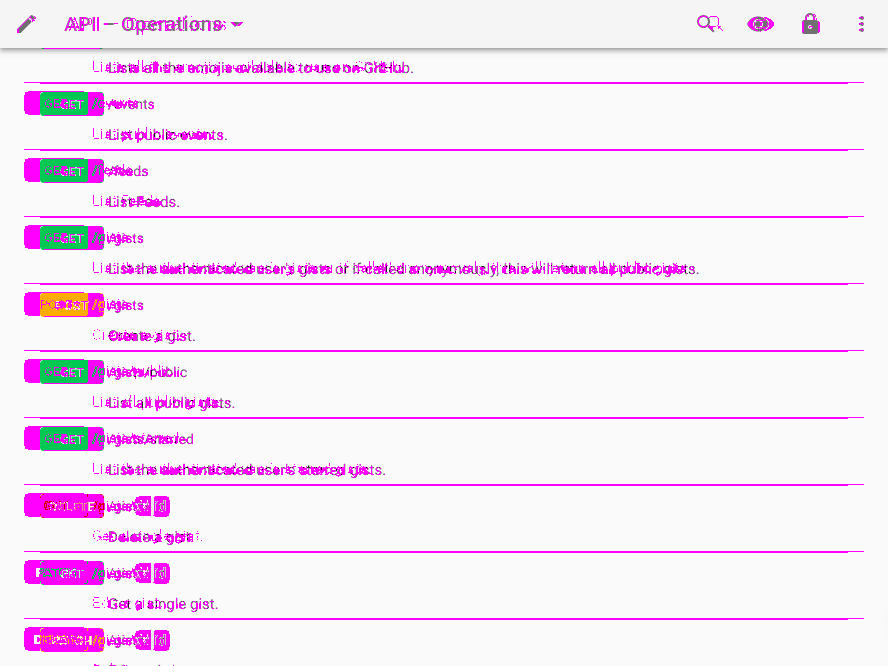 API – Operations
Lists all the emojis available to use on GitHub.
GET /events
List public events.
GET /feeds
List Feeds.
GET /gists
List the authenticated user's gists or if called anonymously, this will return all public gists.
POST /gists
Create a gist.
GET /gists/public
List all public gists.
GET /gists/starred
List the authenticated user's starred gists.
DELETE /gists/ id
Delete a gist.
GET /gists/ id
Get a single gist.
/gists/ id